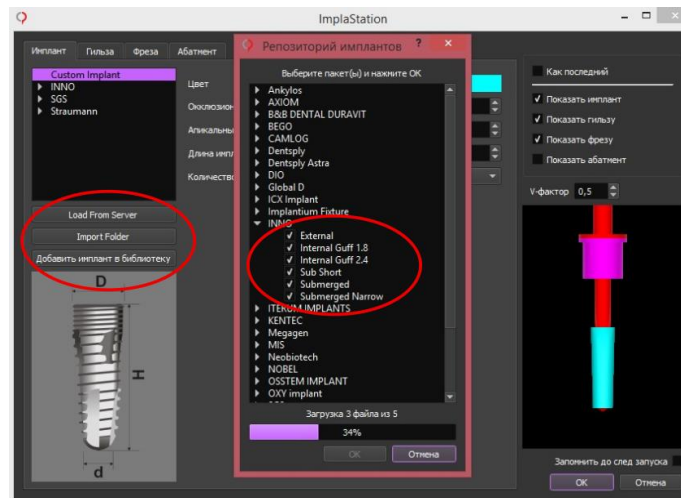 ImplaStation
Имплант
Гильза
Фреза
Абатмент
Custom Implant
INNO
SGS
Straumann
Load From Server
Import Folder
Добавить имплант в библиотеку
D
H
d
Цвет
Длина
Репозиторий имплантов
?
Выберите пакет(ы) и нажмите OK
Ankylos
AXIOM
B&B DENTAL DURAVIT
BEGO
CAMLOG
Dentsply
Dentsply Astra
DIO
Global D
ICX Implant
Implantium Fixture
INNO
External
Internal Guff 1.8
Internal Guff 2.4
Sub Short
Submerged
Submerged Narrow
ITERUM IMPLANTS
KENTEC
Megagen
MIS
Neobiotech
NOBEL
OSSTEM IMPLANT
OXY implant
Загрузка 3 файла из 5
34%
OK
Отмена
Как последний
Показать имплант
Показать гильзу
Показать фрезу
Показать абатмент
V-фактор 0,5
Запомнить до след запуска
OK
Отмена